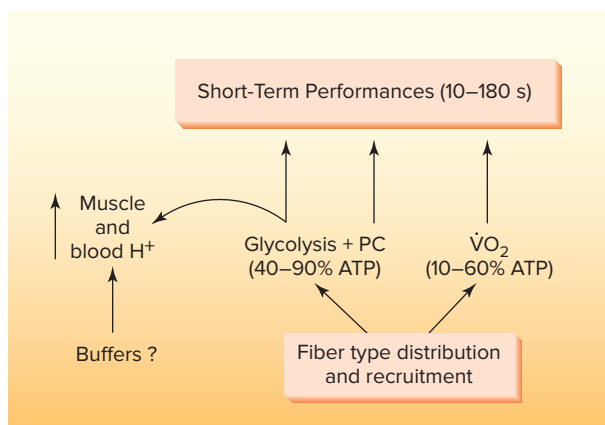 Short-Term Performances (10–180 s)
Muscle
and
blood H⁺
Glycolysis + PC
(40–90% ATP)
V̇O₂
(10–60% ATP)
Buffers ?
Fiber type distribution
and recruitment